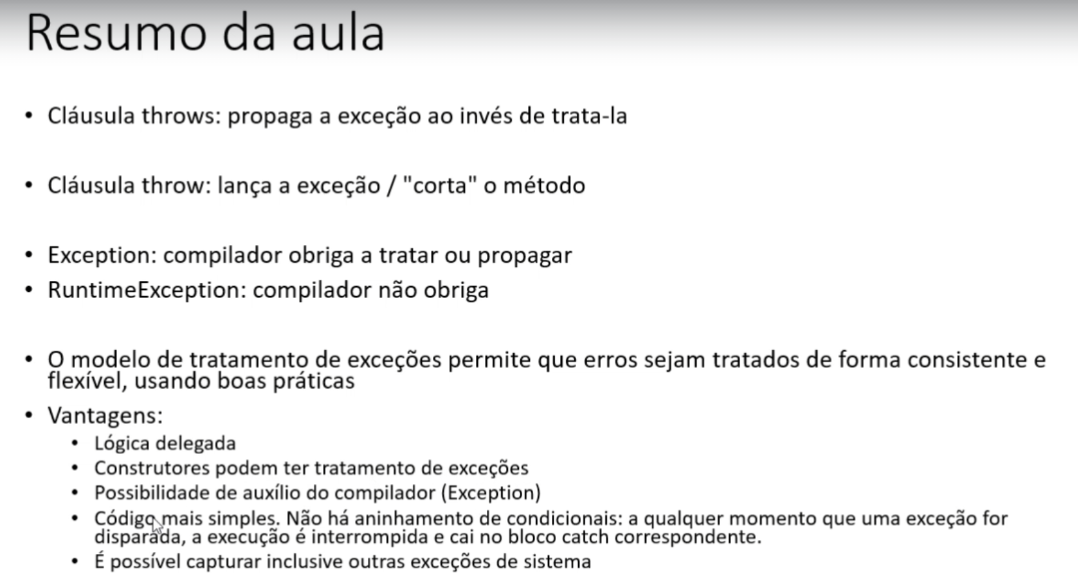 Resumo da aula
• Cláusula throws: propaga a exceção ao invés de trata-la
• Cláusula throw: lança a exceção / "corta" o método
• Exception: compilador obriga a tratar ou propagar
• RuntimeException: compilador não obriga
• O modelo de tratamento de exceções permite que erros sejam tratados de forma consistente e
flexível, usando boas práticas
• Vantagens:
• Lógica delegada
• Construtores podem ter tratamento de exceções
• Possibilidade de auxílio do compilador (Exception)
• Código mais simples. Não há aninhamento de condicionais: a qualquer momento que uma exceção for
disparada, a execução é interrompida e cai no bloco catch correspondente.
• É possível capturar inclusive outras exceções de sistema